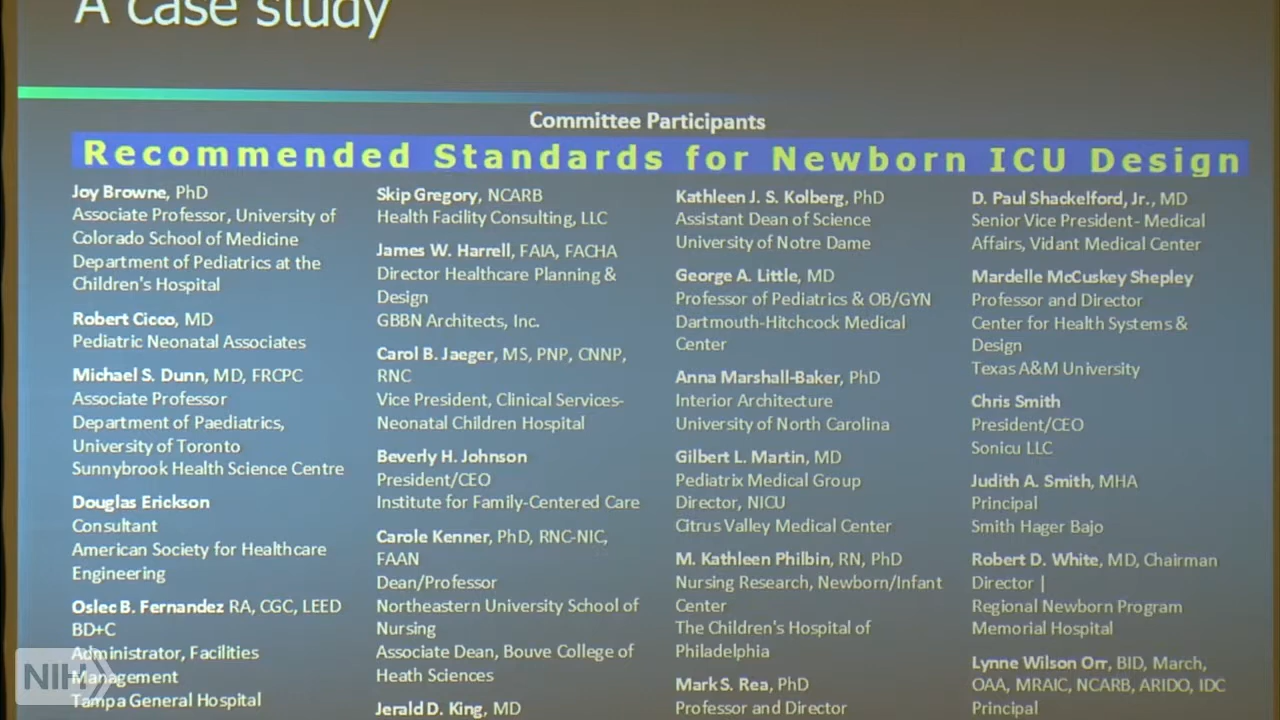 A case study
Committee Participants
Recommended Standards for Newborn ICU Design
Joy Browne, PhD
Associate Professor, University of
Colorado School of Medicine
Department of Pediatrics at the
Children's Hospital
Robert Cicco, MD
Pediatric Neonatal Associates
Michael S. Dunn, MD, FRCPC
Associate Professor
Department of Paediatrics,
University of Toronto
Sunnybrook Health Science Centre
Douglas Erickson
Consultant
American Society for Healthcare
Engineering
Oslec B. Fernandez RA, CGC, LEED
BD+C
Administrator, Facilities
Management
Tampa General Hospital
Skip Gregory, NCARB
Health Facility Consulting, LLC
James W. Harrell, FAIA, FACHA
Director Healthcare Planning &
Design
GBBN Architects, Inc.
Carol B. Jaeger, MS, PNP, CNNP,
RNC
Vice President, Clinical Services-
Neonatal Children Hospital
Beverly H. Johnson
President/CEO
Institute for Family-Centered Care
Carole Kenner, PhD, RNC-NIC,
FAAN
Dean/Professor
Northeastern University School of
Nursing
Associate Dean, Bouve College of
Heath Sciences
Jerald D. King, MD
Kathleen J. S. Kolberg, PhD
Assistant Dean of Science
University of Notre Dame
George A. Little, MD
Professor of Pediatrics & OB/GYN
Dartmouth-Hitchcock Medical
Center
Anna Marshall-Baker, PhD
Interior Architecture
University of North Carolina
Gilbert L. Martin, MD
Pediatrix Medical Group
Director, NICU
Citrus Valley Medical Center
M. Kathleen Philbin, RN, PhD
Nursing Research, Newborn/Infant
Center
The Children's Hospital of
Philadelphia
Mark S. Rea, PhD
Professor and Director
D. Paul Shackelford, Jr., MD
Senior Vice President- Medical
Affairs, Vidant Medical Center
Mardelle McCuskey Shepley
Professor and Director
Center for Health Systems &
Design
Texas A&M University
Chris Smith
President/CEO
Sonicu LLC
Judith A. Smith, MHA
Principal
Smith Hager Bajo
Robert D. White, MD, Chairman
Director |
Regional Newborn Program
Memorial Hospital
Lynne Wilson Orr, BID, March,
OAA, MRAIC, NCARB, ARIDO, IDC
Principal
NIH